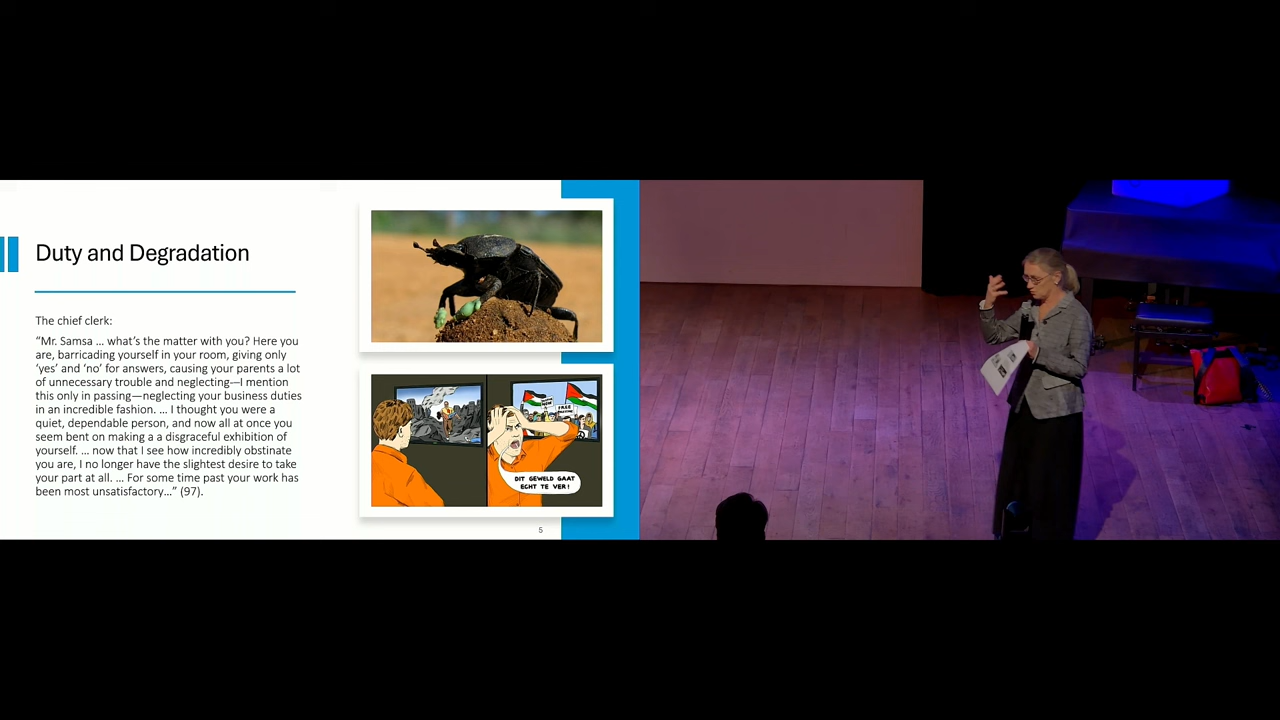 Duty and Degradation
The chief clerk:
“Mr. Samsa … what’s the matter with you? Here you
are, barricading yourself in your room, giving only
‘yes’ and ‘no’ for answers, causing your parents a lot
of unnecessary trouble and neglecting—I mention
this only in passing—neglecting your business duties
in an incredible fashion. … I thought you were a
quiet, dependable person, and now all at once you
seem bent on making a a disgraceful exhibition of
yourself. … now that I see how incredibly obstinate
you are, I no longer have the slightest desire to take
your part at all. … For some time past your work has
been most unsatisfactory…” (97).
FREE
DIT GEWELD GAAT
ECHT TE VER!
5